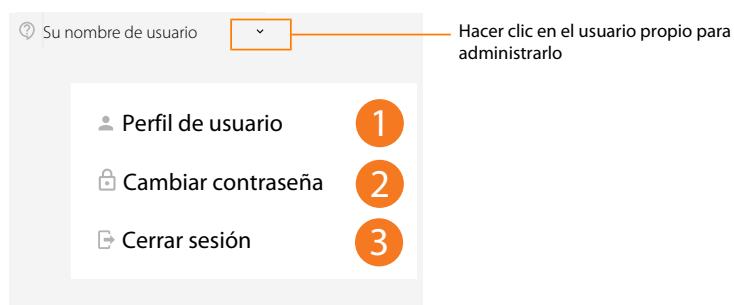 Su nombre de usuario
Hacer clic en el usuario propio para
administrarlo
Perfil de usuario 1
Cambiar contraseña 2
Cerrar sesión 3